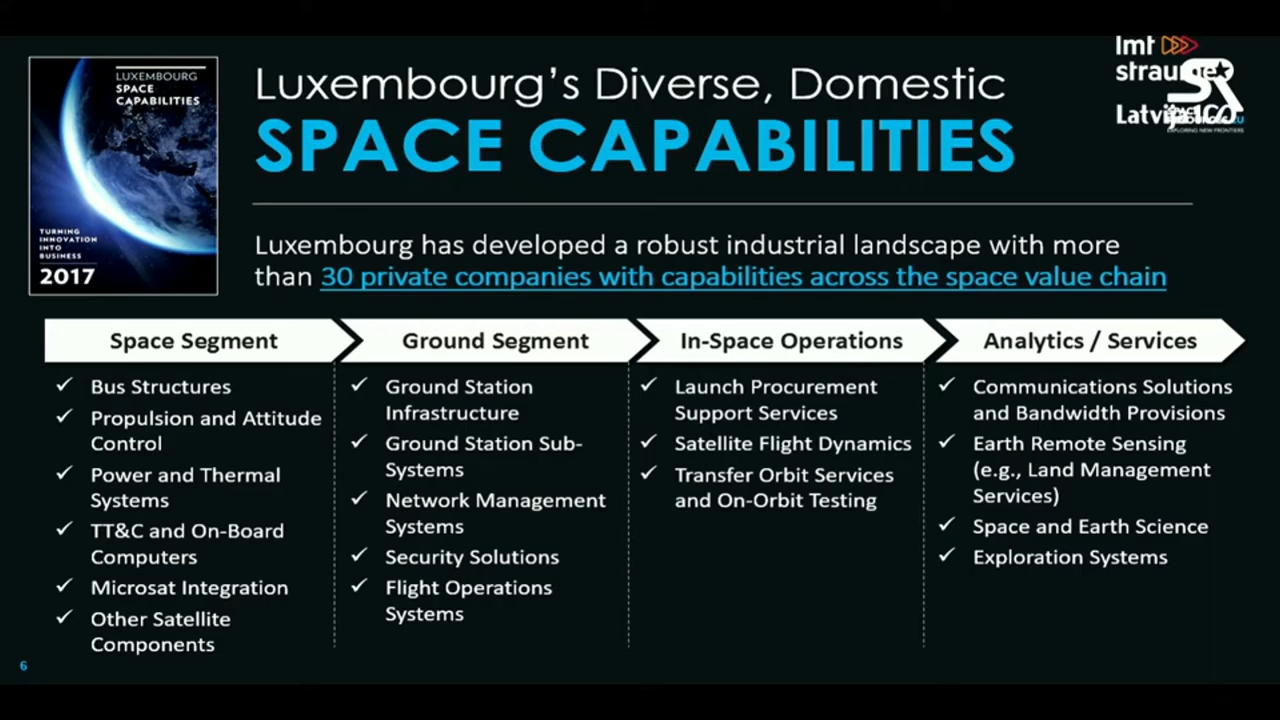 LUXEMBOURG
SPACE
CAPABILITIES
TURNING
INNOVATION
INTO
BUSINESS
2017
Luxembourg's Diverse, Domestic
SPACE CAPABILITIES
lmt
Latvija 100
EXPLORING NEW FRONTIERS
Luxembourg has developed a robust industrial landscape with more
than 30 private companies with capabilities across the space value chain
Space Segment
✓ Bus Structures
✓ Propulsion and Attitude
Control
✓ Power and Thermal
Systems
✓ TT&C and On-Board
Computers
✓ Microsat Integration
✓ Other Satellite
Components
Ground Segment
✓ Ground Station
Infrastructure
✓ Ground Station Sub-
Systems
✓ Network Management
Systems
✓ Security Solutions
✓ Flight Operations
Systems
In-Space Operations
✓ Launch Procurement
Support Services
✓ Satellite Flight Dynamics
✓ Transfer Orbit Services
and On-Orbit Testing
Analytics / Services
✓ Communications Solutions
and Bandwidth Provisions
✓ Earth Remote Sensing
(e.g., Land Management
Services)
✓ Space and Earth Science
✓ Exploration Systems
6